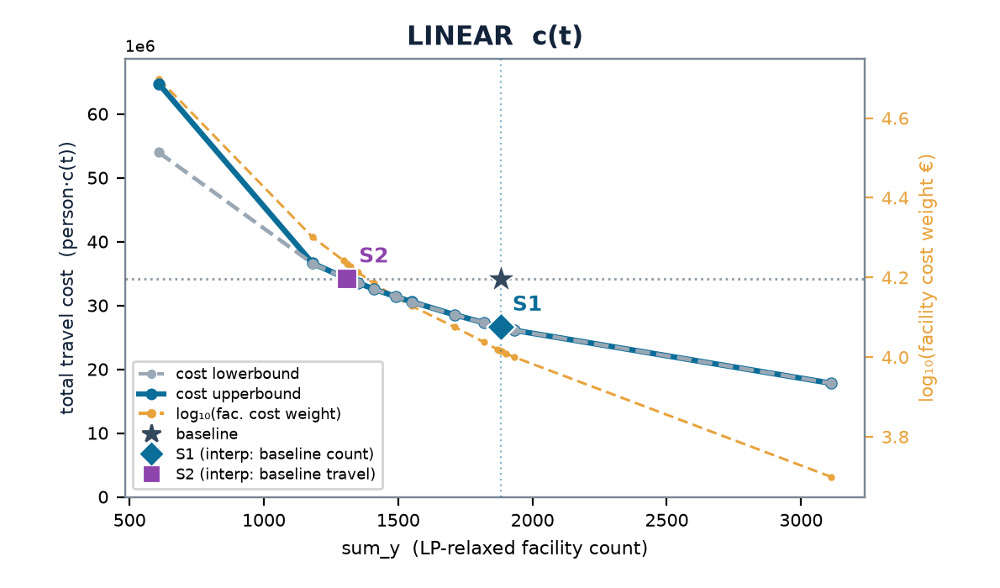 LINEAR c(t)
1e6
60
50
40
30
20
10
0
total travel cost (person·c(t))
500
1000
1500
2000
2500
3000
sum_y (LP-relaxed facility count)
4.6
4.4
4.2
4.0
3.8
log₁₀(facility cost weight €)
S2
S1
cost lowerbound
cost upperbound
log₁₀(fac. cost weight)
baseline
S1 (interp: baseline count)
S2 (interp: baseline travel)